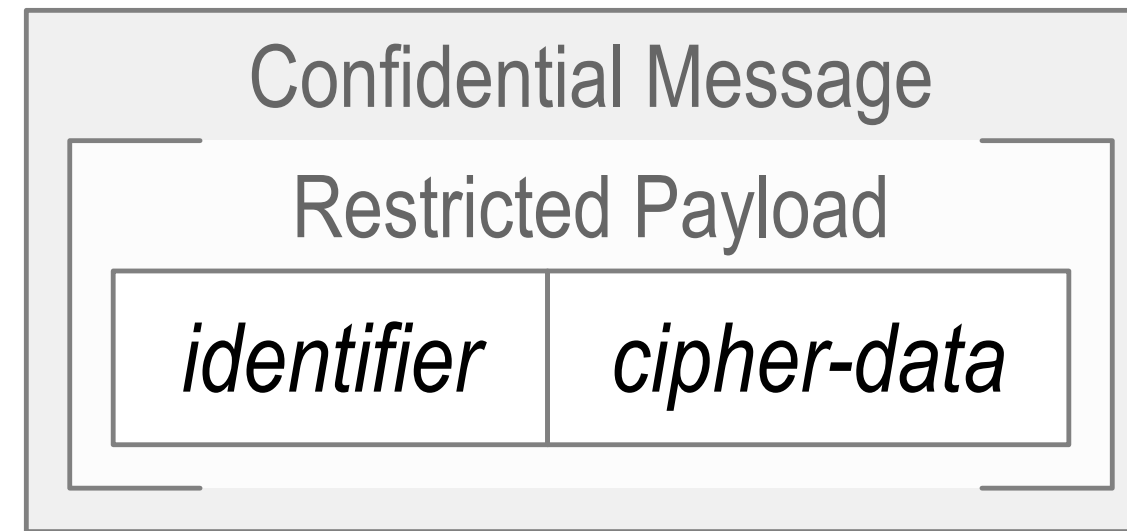 Confidential Message
Restricted Payload
identifier cipher-data